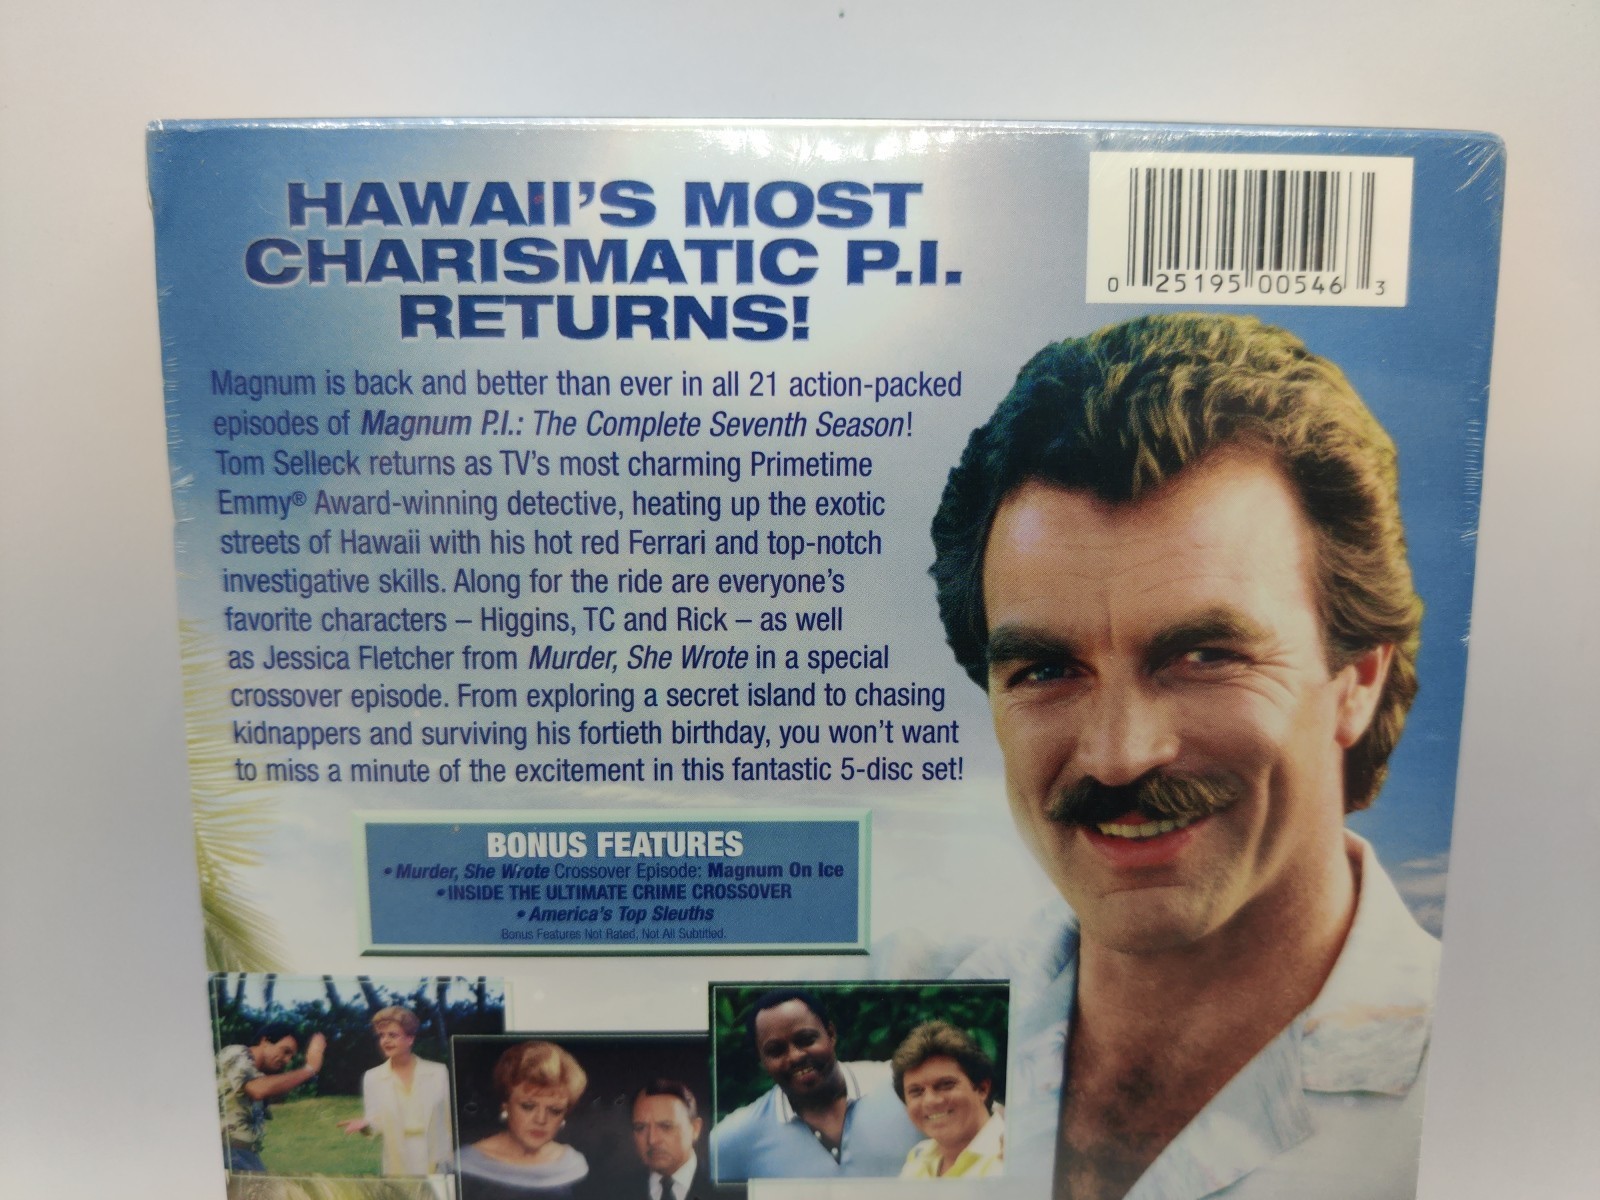 HAWAII'S MOST
CHARISMATIC P.I.
RETURNS!
0 25195 00546 3
Magnum is back and better than ever in all 21 action-packed
episodes of Magnum P.I.: The Complete Seventh Season!
Tom Selleck returns as TV's most charming Primetime
Emmy® Award-winning detective, heating up the exotic
streets of Hawaii with his hot red Ferrari and top-notch
investigative skills. Along for the ride are everyone's
favorite characters – Higgins, TC and Rick – as well
as Jessica Fletcher from Murder, She Wrote in a special
crossover episode. From exploring a secret island to chasing
kidnappers and surviving his fortieth birthday, you won't want
to miss a minute of the excitement in this fantastic 5-disc set!
BONUS FEATURES
• Murder, She Wrote Crossover Episode: Magnum On Ice
• INSIDE THE ULTIMATE CRIME CROSSOVER
• America's Top Sleuths
Bonus Features Not Rated, Not All Subtitled.